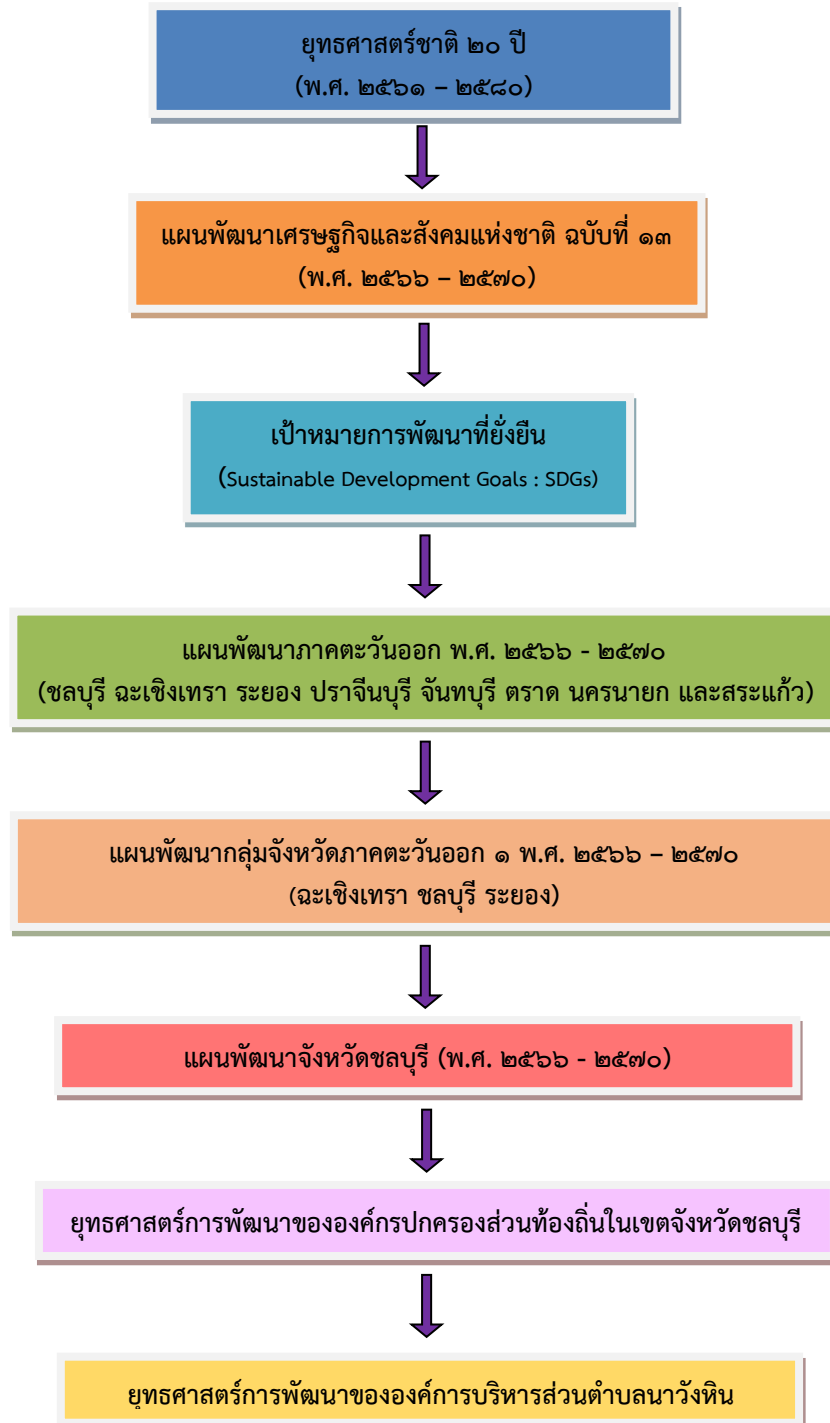 ยุทธศาสตร์ชาติ ๒๐ ปี
(พ.ศ. ๒๕๖๑ – ๒๕๘๐)
แผนพัฒนาเศรษฐกิจและสังคมแห่งชาติ ฉบับที่ ๑๓
(พ.ศ. ๒๕๖๖ – ๒๕๗๐)
เป้าหมายการพัฒนาที่ยั่งยืน
(Sustainable Development Goals : SDGs)
แผนพัฒนาภาคตะวันออก พ.ศ. ๒๕๖๖ - ๒๕๗๐
(ชลบุรี ฉะเชิงเทรา ระยอง ปราจีนบุรี จันทบุรี ตราด นครนายก และสระแก้ว)
แผนพัฒนากลุ่มจังหวัดภาคตะวันออก ๑ พ.ศ. ๒๕๖๖ – ๒๕๗๐
(ฉะเชิงเทรา ชลบุรี ระยอง)
แผนพัฒนาจังหวัดชลบุรี (พ.ศ. ๒๕๖๖ - ๒๕๗๐)
ยุทธศาสตร์การพัฒนาขององค์กรปกครองส่วนท้องถิ่นในเขตจังหวัดชลบุรี
ยุทธศาสตร์การพัฒนาขององค์การบริหารส่วนตำบลนาวังหิน